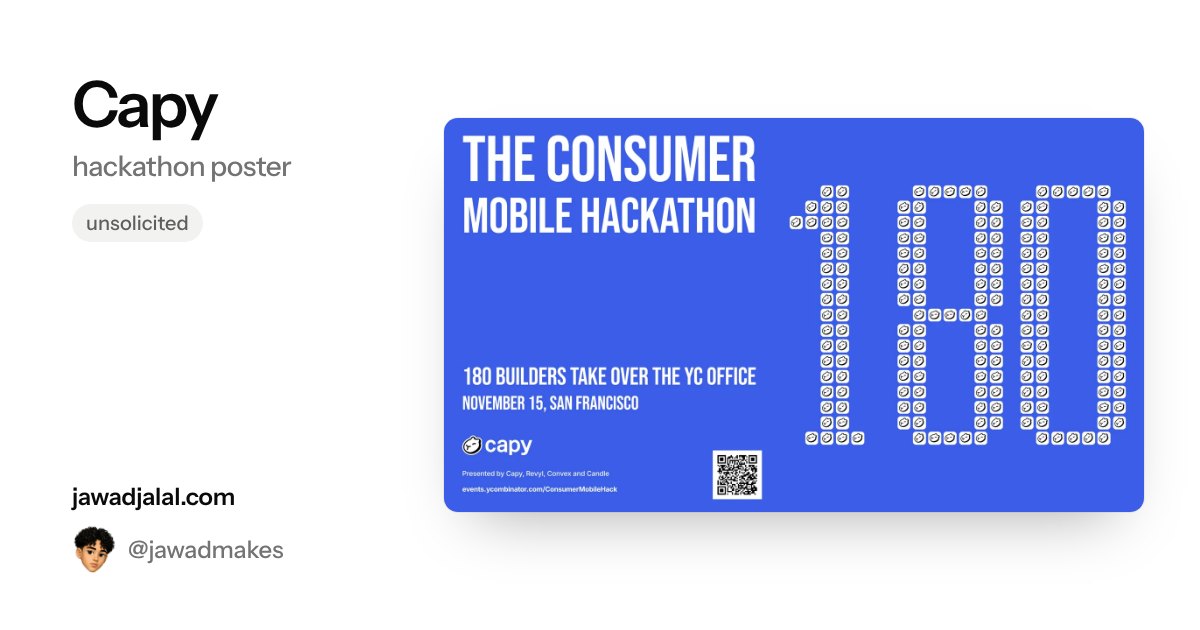 Capy
hackathon poster
unsolicited
jawadjalal.com
@jawadmakes
THE CONSUMER
MOBILE HACKATHON
180
180 BUILDERS TAKE OVER THE YC OFFICE
NOVEMBER 15, SAN FRANCISCO
capy
Presented by Capy, Revyl, Convex and Candle
events.ycombinator.com/ConsumerMobileHack